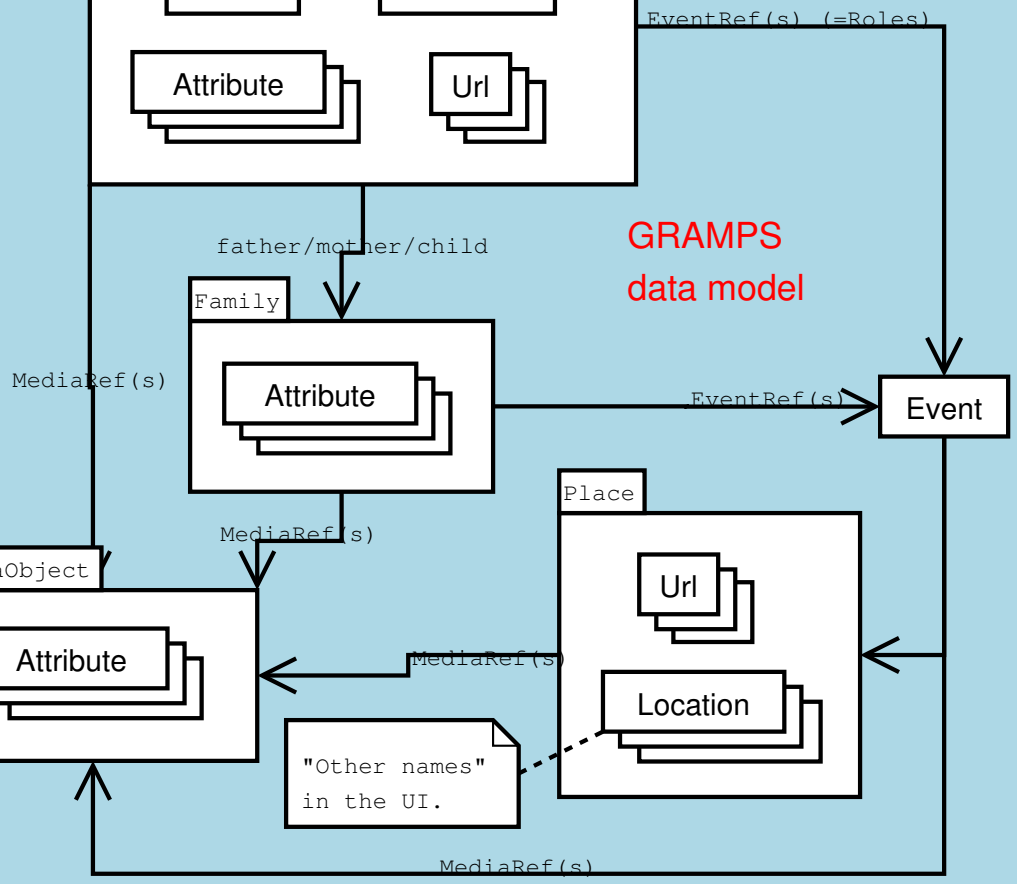 EventRef(s) (=Roles)
Attribute
Url
father/mother/child
GRAMPS
data model
Family
MediaRef(s)
Attribute
EventRef(s)
Event
Place
MediaRef(s)
Object
Url
Attribute
MediaRef(s)
Location
"Other names"
in the UI.
MediaRef(s)